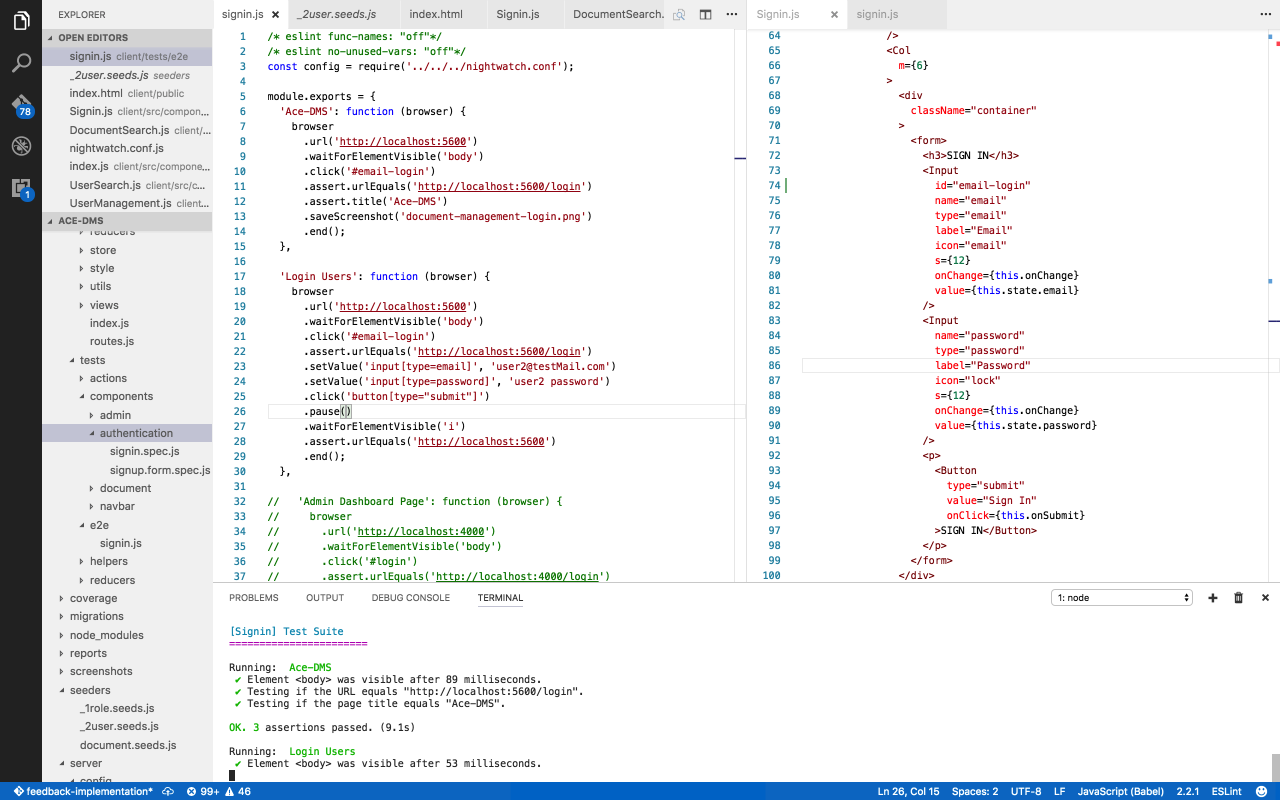 EXPLORER
OPEN EDITORS
signin.js client/tests/e2e
_2user.seeds.js seeders
index.html client/public
Signin.js client/src/compon...
DocumentSearch.js client/...
nightwatch.conf.js
index.js client/src/compone...
UserSearch.js client/src/c...
UserManagement.js client...
ACE-DMS
reducers
store
style
utils
views
index.js
routes.js
tests
actions
components
admin
authentication
signin.spec.js
signup.form.spec.js
document
navbar
e2e
signin.js
helpers
reducers
coverage
migrations
node_modules
reports
screenshots
seeders
_1role.seeds.js
_2user.seeds.js
document.seeds.js
server
config
78
1
signin.js _2user.seeds.js index.html Signin.js DocumentSearch.
1 /* eslint func-names: "off"*/
2 /* eslint no-unused-vars: "off"*/
3 const config = require('../../../nightwatch.conf');
4
5 module.exports = {
6 'Ace-DMS': function (browser) {
7 browser
8 .url('http://localhost:5600')
9 .waitForElementVisible('body')
10 .click('#email-login')
11 .assert.urlEquals('http://localhost:5600/login')
12 .assert.title('Ace-DMS')
13 .saveScreenshot('document-management-login.png')
14 .end();
15 },
16
17 'Login Users': function (browser) {
18 browser
19 .url('http://localhost:5600')
20 .waitForElementVisible('body')
21 .click('#email-login')
22 .assert.urlEquals('http://localhost:5600/login')
23 .setValue('input[type=email]', 'user2@testMail.com')
24 .setValue('input[type=password]', 'user2 password')
25 .click('button[type="submit"]')
26 .pause()
27 .waitForElementVisible('i')
28 .assert.urlEquals('http://localhost:5600')
29 .end();
30 },
31
32 // 'Admin Dashboard Page': function (browser) {
33 // browser
34 // .url('http://localhost:4000')
35 // .waitForElementVisible('body')
36 // .click('#login')
37 // .assert.urlEquals('http://localhost:4000/login')
Signin.js signin.js
64 />
65 <Col
66 m={6}
67 >
68 <div
69 className="container"
70 >
71 <form>
72 <h3>SIGN IN</h3>
73 <Input
74 id="email-login"
75 name="email"
76 type="email"
77 label="Email"
78 icon="email"
79 s={12}
80 onChange={this.onChange}
81 value={this.state.email}
82 />
83 <Input
84 name="password"
85 type="password"
86 label="Password"
87 icon="lock"
88 s={12}
89 onChange={this.onChange}
90 value={this.state.password}
91 />
92 <p>
93 <Button
94 type="submit"
95 value="Sign In"
96 onClick={this.onSubmit}
97 >SIGN IN</Button>
98 </p>
99 </form>
100 </div>
PROBLEMS OUTPUT DEBUG CONSOLE TERMINAL 1: node
[Signin] Test Suite
=======================
Running: Ace-DMS
✔ Element <body> was visible after 89 milliseconds.
✔ Testing if the URL equals "http://localhost:5600/login".
✔ Testing if the page title equals "Ace-DMS".
OK. 3 assertions passed. (9.1s)
Running: Login Users
✔ Element <body> was visible after 53 milliseconds.
feedback-implementation* 99+ 46 Ln 26, Col 15 Spaces: 2 UTF-8 LF JavaScript (Babel) 2.2.1 ESLint